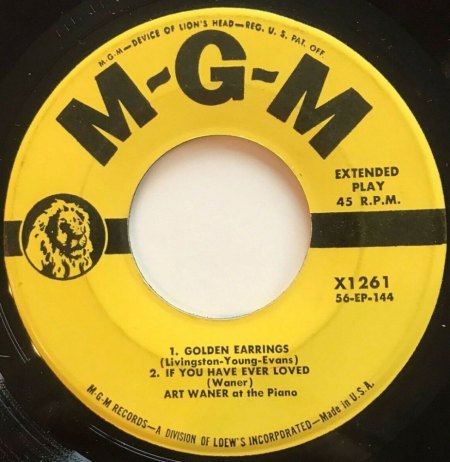 M-G-M—DEVICE OF LION'S HEAD—REG. U. S. PAT. OFF.
M-G-M
EXTENDED
PLAY
45 R.P.M.
X1261
56-EP-144
1. GOLDEN EARRINGS
(Livingston-Young-Evans)
2. IF YOU HAVE EVER LOVED
(Waner)
ART WANER at the Piano
M-G-M RECORDS—A DIVISION OF LOEW'S INCORPORATED—Made in U.S.A.